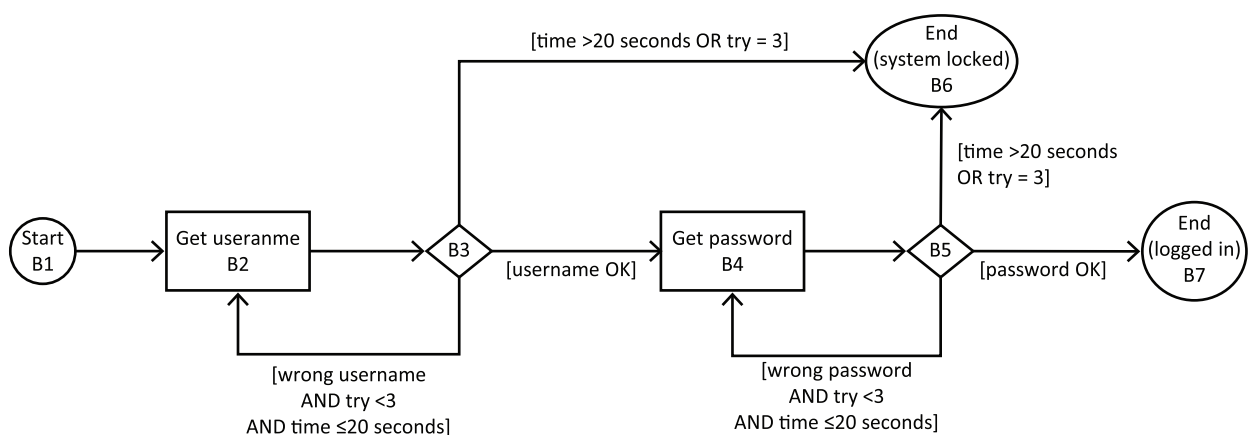 [time >20 seconds OR try = 3]
End
(system locked)
B6
[time >20 seconds
OR try = 3]
Start
B1
Get useranme
B2
B3
[username OK]
Get password
B4
B5
[password OK]
End
(logged in)
B7
[wrong username
AND try <3
AND time ≤20 seconds]
[wrong password
AND try <3
AND time ≤20 seconds]